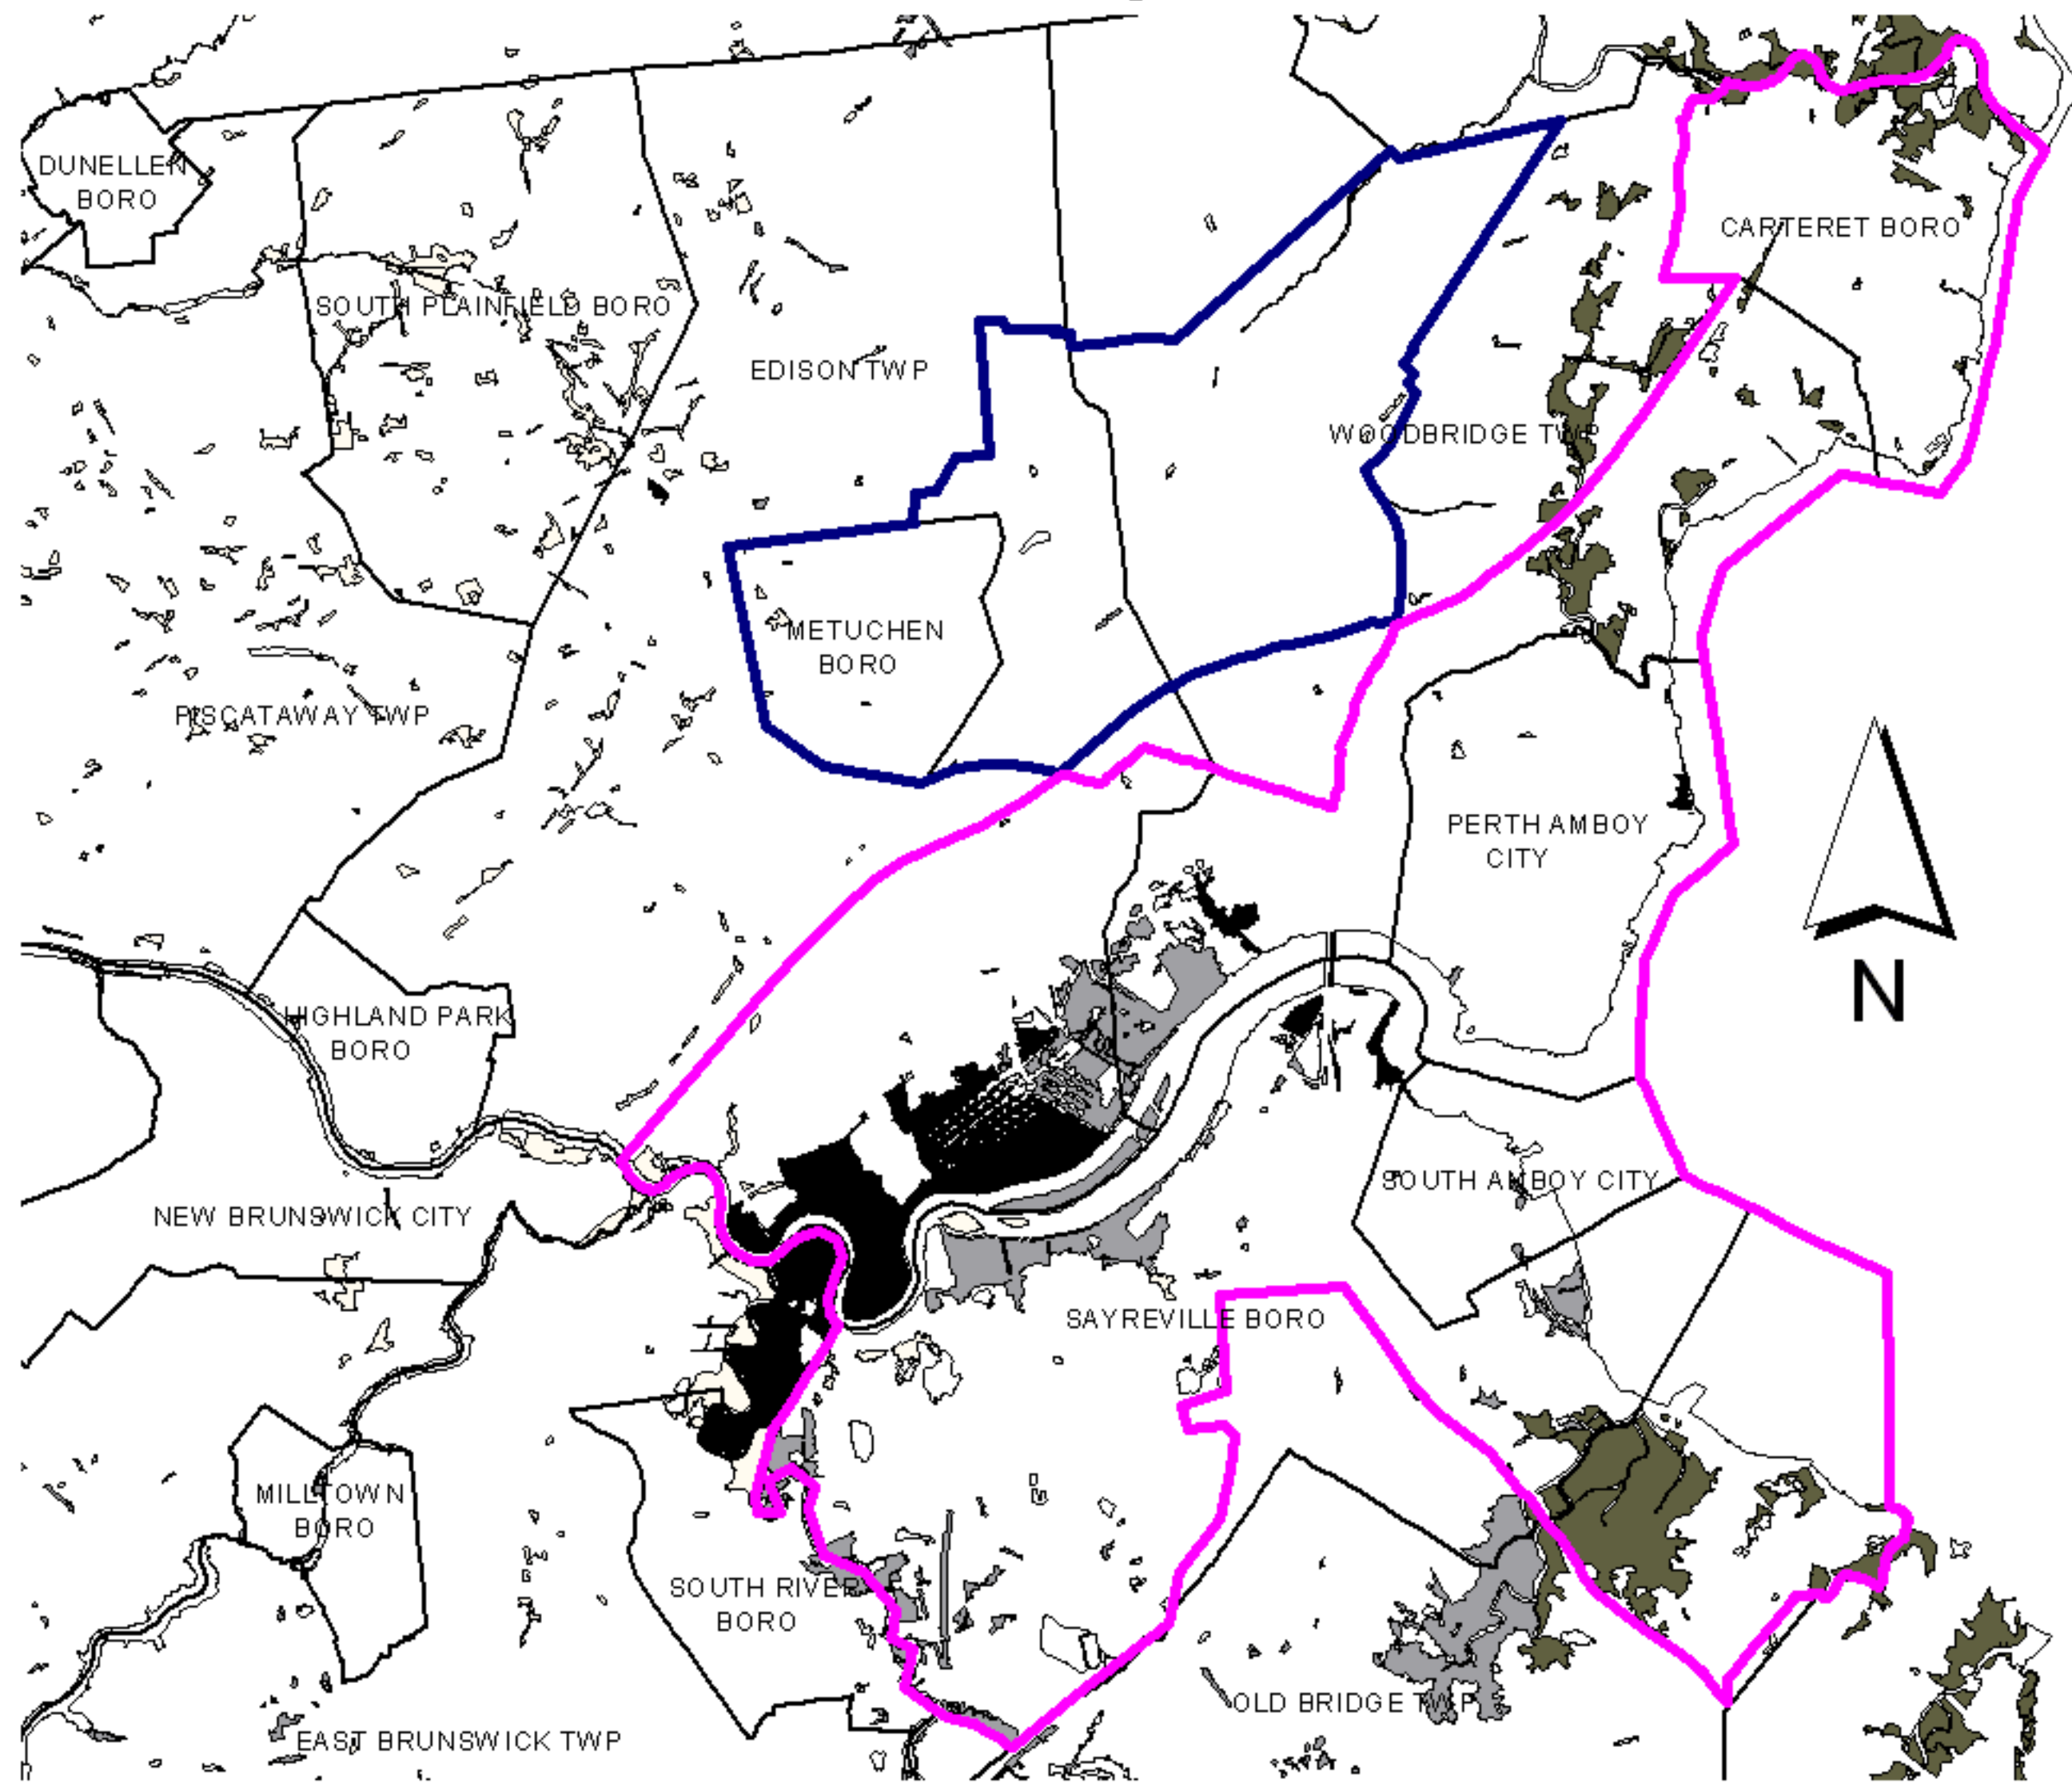 DUNELLEN
BORO
CARTERET BORO
SOUTH PLAINFIELD BORO
EDISON TWP
WOODBRIDGE TWP
METUCHEN
BORO
PISCATAWAY TWP
PERTH AMBOY
CITY
N
HIGHLAND PARK
BORO
SOUTH AMBOY CITY
NEW BRUNSWICK CITY
SAYREVILLE BORO
MILLTOWN
BORO
SOUTH RIVER
BORO
OLD BRIDGE TWP
EAST BRUNSWICK TWP